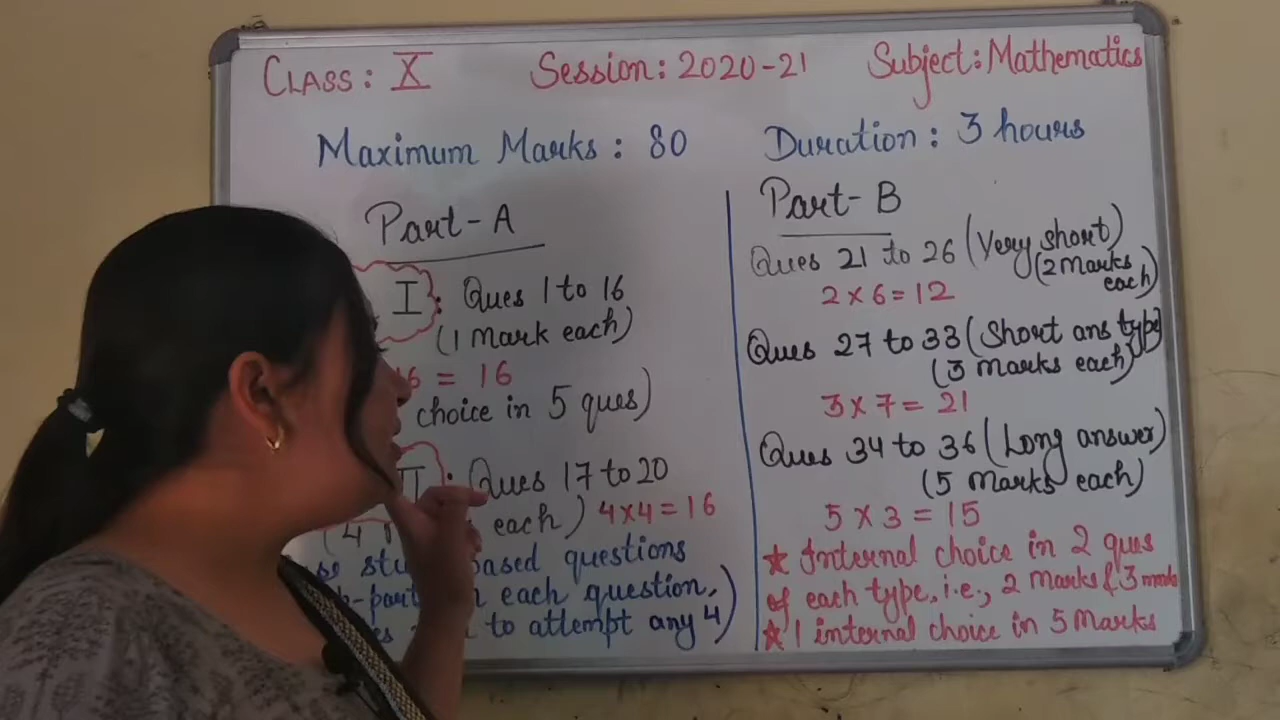 CLASS: X Session: 2020-21 Subject: Mathematics
Maximum Marks: 80 Duration: 3 hours
Part-A
I: Ques 1 to 16
(1 Mark each)
6 = 16
choice in 5 ques)
II: Ques 17 to 20
(4 each) 4x4=16
based questions
each question,
to attempt any 4)
Part-B
Ques 21 to 26 (Very short)
(2 Marks
each)
2 x 6 = 12
Ques 27 to 33 (Short ans type)
(3 Marks each)
3 x 7 = 21
Ques 34 to 36 (Long answer)
(5 Marks each)
5 x 3 = 15
★ Internal choice in 2 ques
of each type, i.e., 2 marks & 3 marks
★ 1 internal choice in 5 Marks